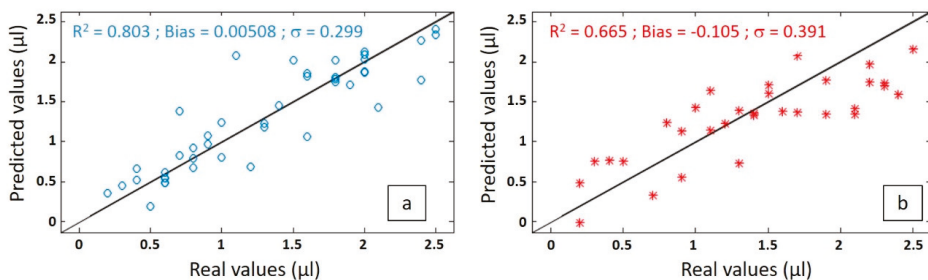 R² = 0.803 ; Bias = 0.00508 ; σ = 0.299
Predicted values (µl)
2.5
2
1.5
1
0.5
0
0 0.5 1 1.5 2 2.5
Real values (µl)
a
R² = 0.665 ; Bias = -0.105 ; σ = 0.391
Predicted values (µl)
2.5
2
1.5
1
0.5
0
0 0.5 1 1.5 2 2.5
Real values (µl)
b